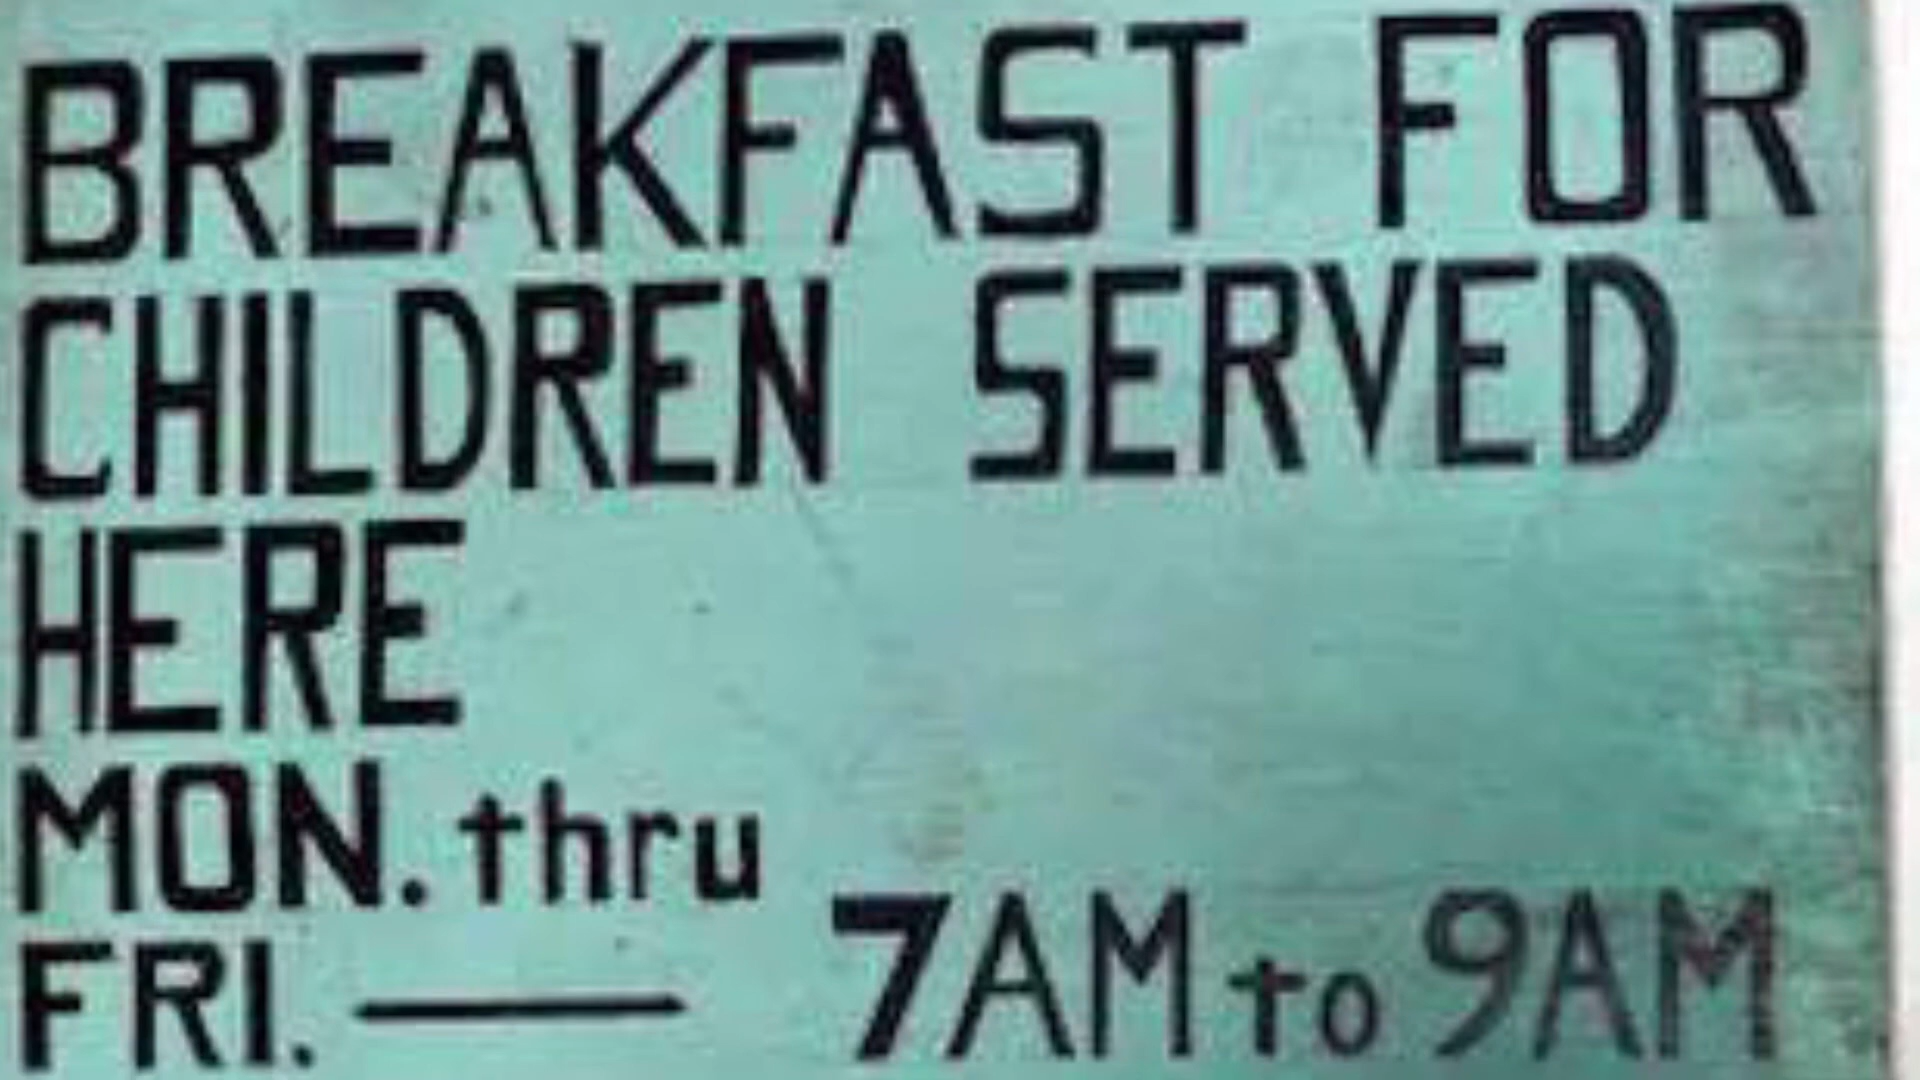 BREAKFAST FOR
CHILDREN SERVED
HERE
MON. thru
FRI. — 7AM to 9AM